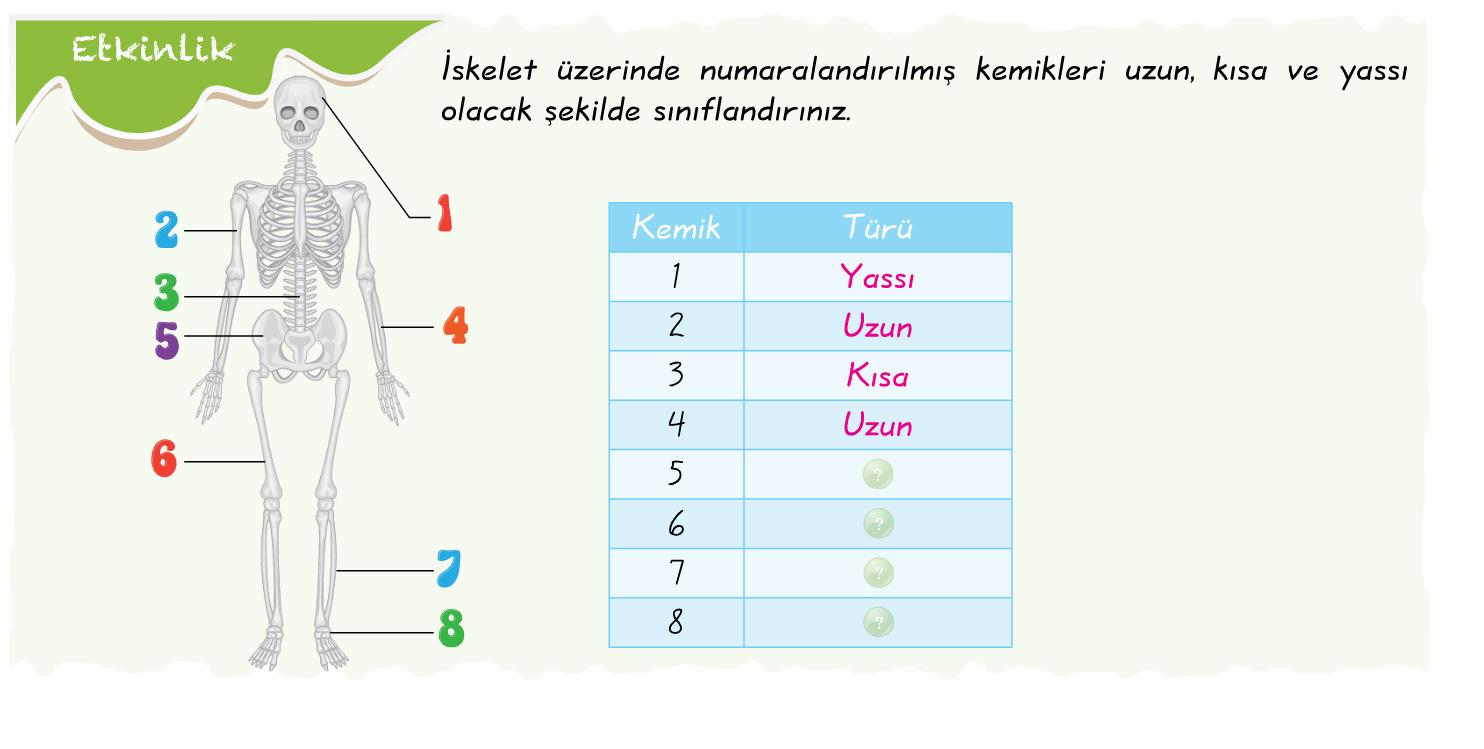 Etkinlik
İskelet üzerinde numaralandırılmış kemikleri uzun, kısa ve yassı
olacak şekilde sınıflandırınız.
1
2
3
4
5
6
7
8
Kemik Türü
1 Yassı
2 Uzun
3 Kısa
4 Uzun
5 ?
6 ?
7 ?
8 ?